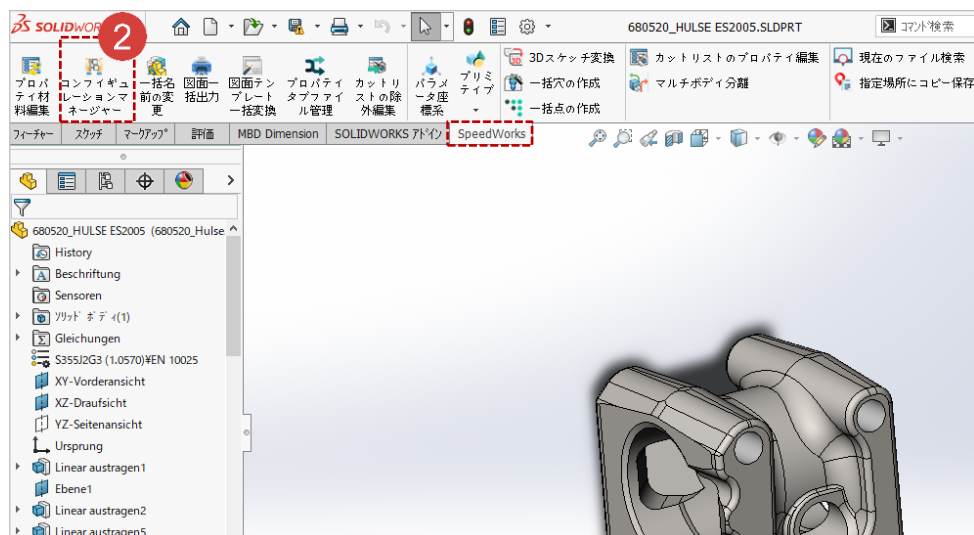 SOLIDWOR
2
680520_HULSE ES2005.SLDPRT
コマンド検索
プロパ
ティ材
料編集
コンフィギュ
レーションマ
ネージャー
一括名
前の変
更
図面一
括出力
図面テン
プレート
一括変換
プロパティ
タブファイ
ル管理
カットリ
ストの除
外編集
パラメ
ータ座
標系
プリミ
ティブ
3Dスケッチ変換
一括穴の作成
一括点の作成
カットリストのプロパティ編集
マルチボディ分離
現在のファイル検索
指定場所にコピー保存
フィーチャー
スケッチ
マークアップ
評価
MBD Dimension
SOLIDWORKS アドイン
SpeedWorks
680520_HULSE ES2005 (680520_Hulse
History
Beschriftung
Sensoren
ソリッド ボディ(1)
Gleichungen
S355J2G3 (1.0570)¥EN 10025
XY-Vorderansicht
XZ-Draufsicht
YZ-Seitenansicht
Ursprung
Linear austragen1
Ebene1
Linear austragen2
Linear austragen5